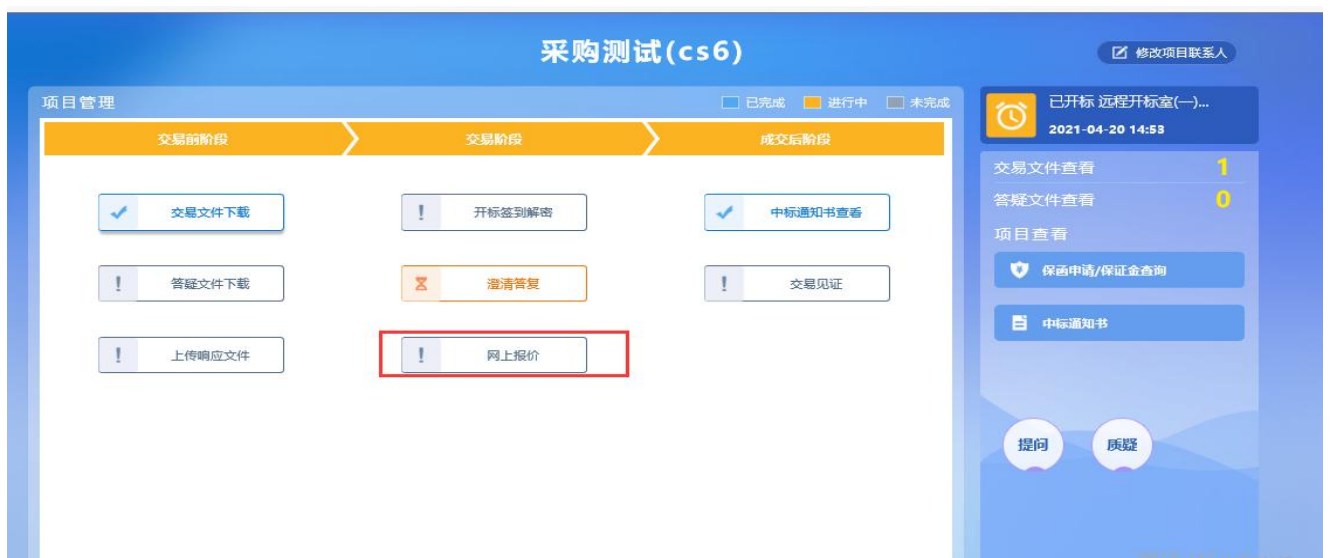 采购测试(cs6)
修改项目联系人
项目管理
已完成 进行中 未完成
交易前阶段
交易阶段
成交后阶段
交易文件下载
开标签到解密
中标通知书查看
答疑文件下载
澄清答复
交易见证
上传响应文件
网上报价
已开标 远程开标室(一)...
2021-04-20 14:53
交易文件查看 1
答疑文件查看 0
项目查看
保函申请/保证金查询
中标通知书
提问
质疑